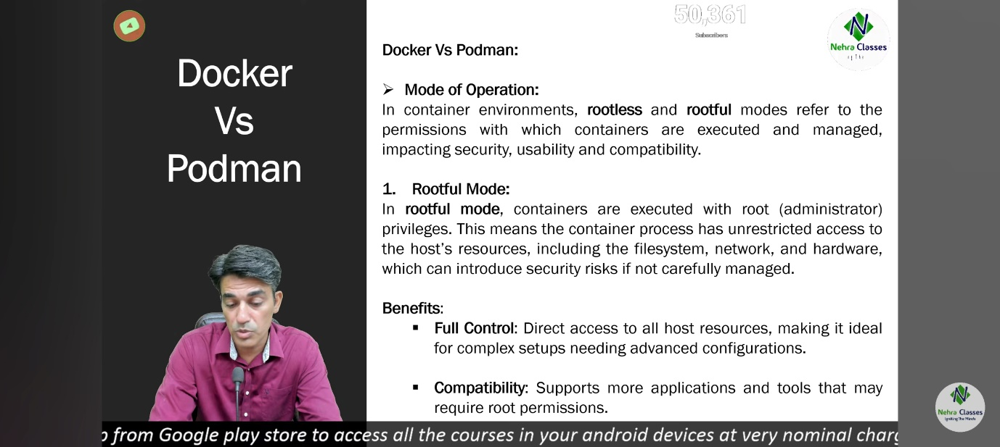 Docker
Vs
Podman
50,361
Subscribers
Nehra Classes
Docker Vs Podman:
➢ Mode of Operation:
In container environments, rootless and rootful modes refer to the
permissions with which containers are executed and managed,
impacting security, usability and compatibility.
1. Rootful Mode:
In rootful mode, containers are executed with root (administrator)
privileges. This means the container process has unrestricted access to
the host's resources, including the filesystem, network, and hardware,
which can introduce security risks if not carefully managed.
Benefits:
▪ Full Control: Direct access to all host resources, making it ideal
for complex setups needing advanced configurations.
▪ Compatibility: Supports more applications and tools that may
require root permissions.
Nehra Classes
Igniting The Minds
from Google play store to access all the courses in your android devices at very nominal